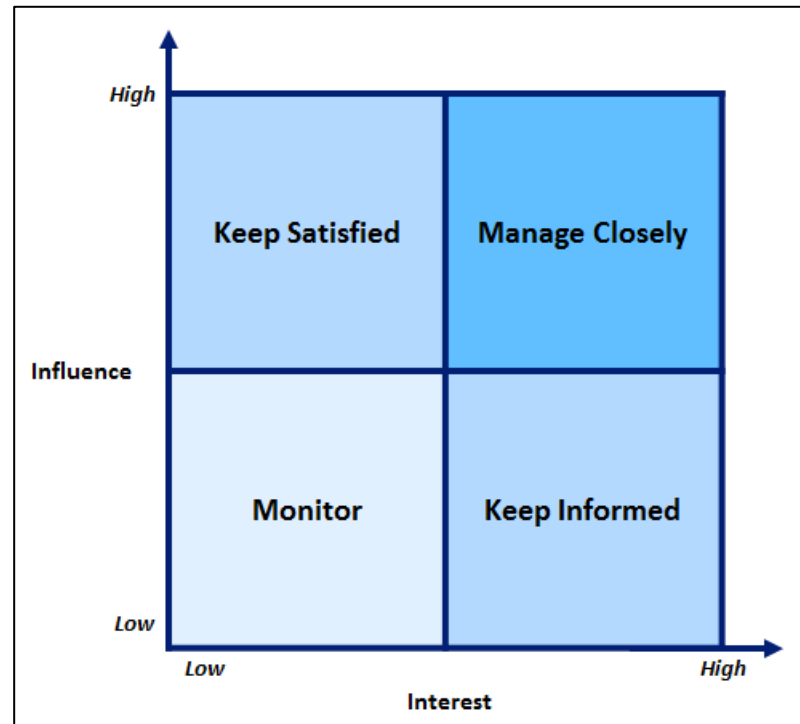 High
Keep Satisfied
Manage Closely
Influence
Monitor
Keep Informed
Low
Low
High
Interest